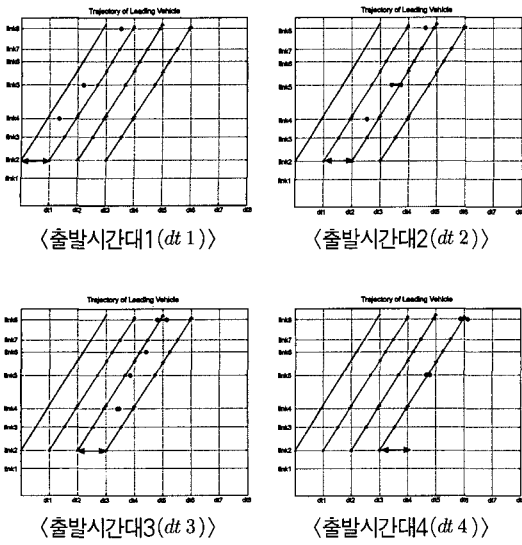 Trajectory of Leading Vehicle
link8
link7
link6
link5
link4
link3
link2
link1
dt1 dt2 dt3 dt4 dt5 dt6 dt7 dt8
〈출발시간대1(dt 1)〉
Trajectory of Leading Vehicle
link8
link7
link6
link5
link4
link3
link2
link1
dt1 dt2 dt3 dt4 dt5 dt6 dt7 dt8
〈출발시간대2(dt 2)〉
Trajectory of Leading Vehicle
link8
link7
link6
link5
link4
link3
link2
link1
dt1 dt2 dt3 dt4 dt5 dt6 dt7 dt8
〈출발시간대3(dt 3)〉
Trajectory of Leading Vehicle
link8
link7
link6
link5
link4
link3
link2
link1
dt1 dt2 dt3 dt4 dt5 dt6 dt7 dt8
〈출발시간대4(dt 4)〉